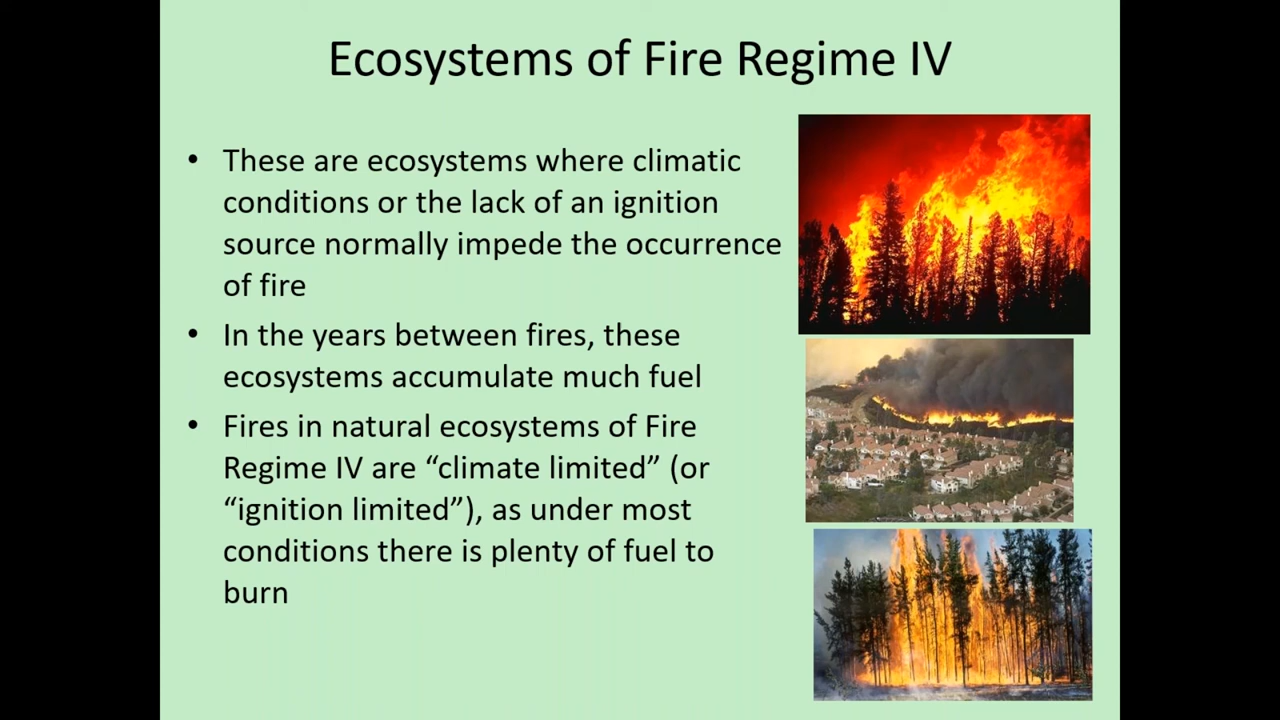 Ecosystems of Fire Regime IV
• These are ecosystems where climatic
conditions or the lack of an ignition
source normally impede the occurrence
of fire
• In the years between fires, these
ecosystems accumulate much fuel
• Fires in natural ecosystems of Fire
Regime IV are “climate limited” (or
“ignition limited”), as under most
conditions there is plenty of fuel to
burn